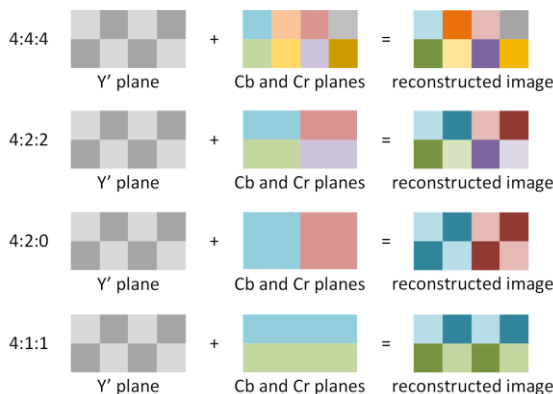 4:4:4 + =
Y' plane Cb and Cr planes reconstructed image
4:2:2 + =
Y' plane Cb and Cr planes reconstructed image
4:2:0 + =
Y' plane Cb and Cr planes reconstructed image
4:1:1 + =
Y' plane Cb and Cr planes reconstructed image